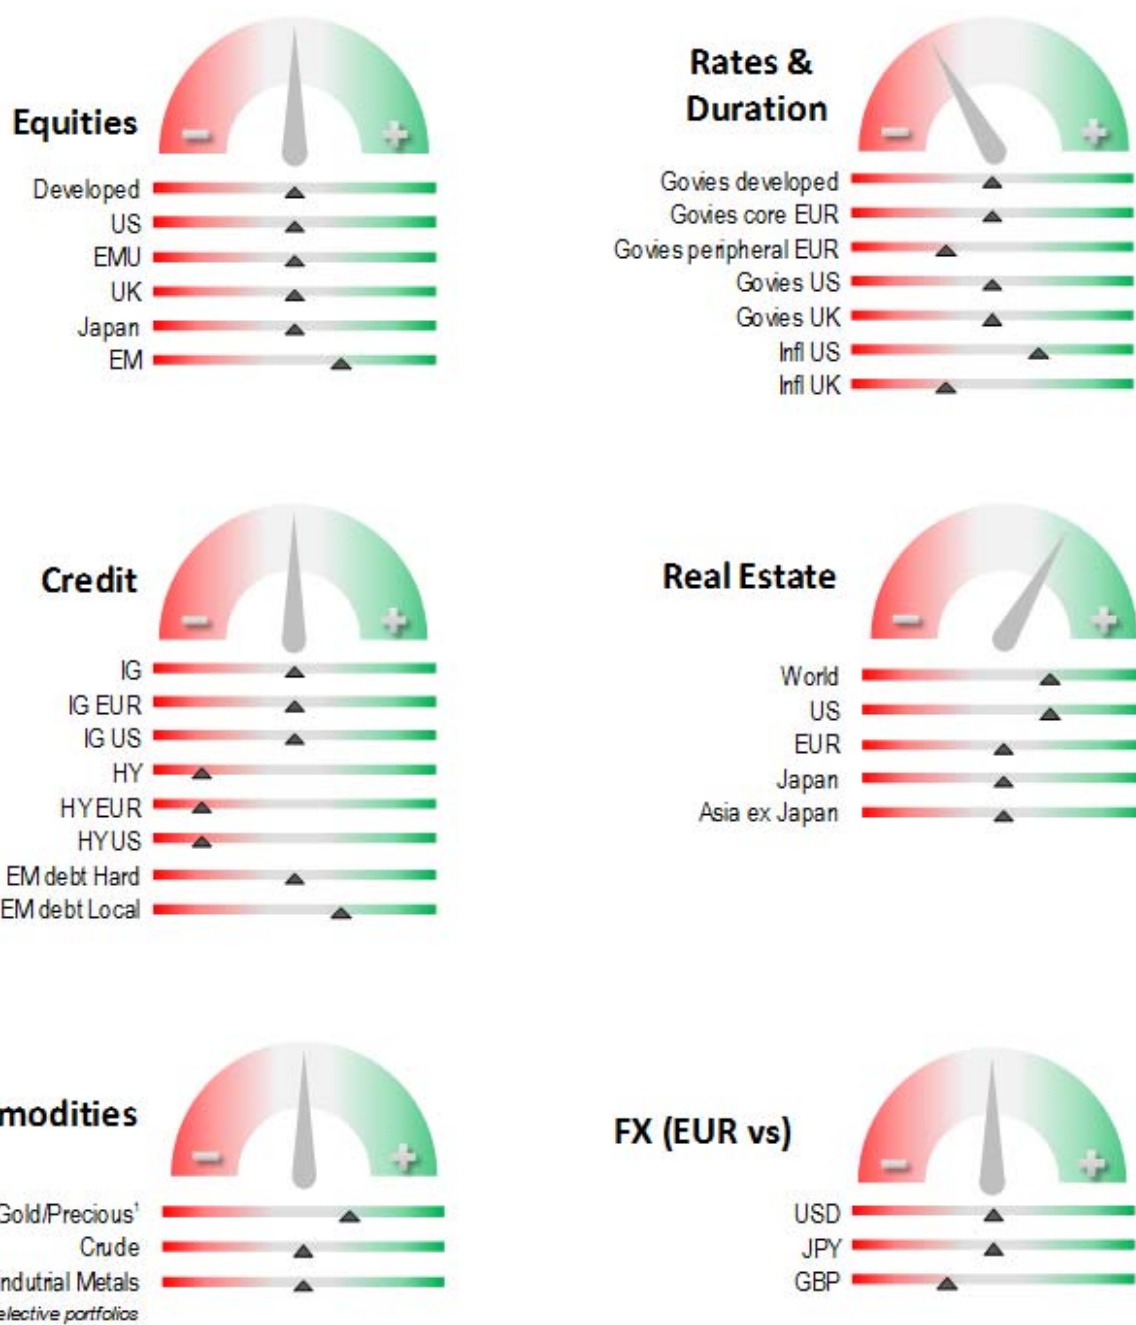 Equities
Developed
US
EMU
UK
Japan
EM
Rates &
Duration
Govies developed
Govies core EUR
Govies peripheral EUR
Govies US
Govies UK
Infl US
Infl UK
Credit
IG
IG EUR
IG US
HY
HY EUR
HY US
EM debt Hard
EM debt Local
Real Estate
World
US
EUR
Japan
Asia ex Japan
modities
Gold/Precious¹
Crude
ndutrial Metals
elective portfolios
FX (EUR vs)
USD
JPY
GBP